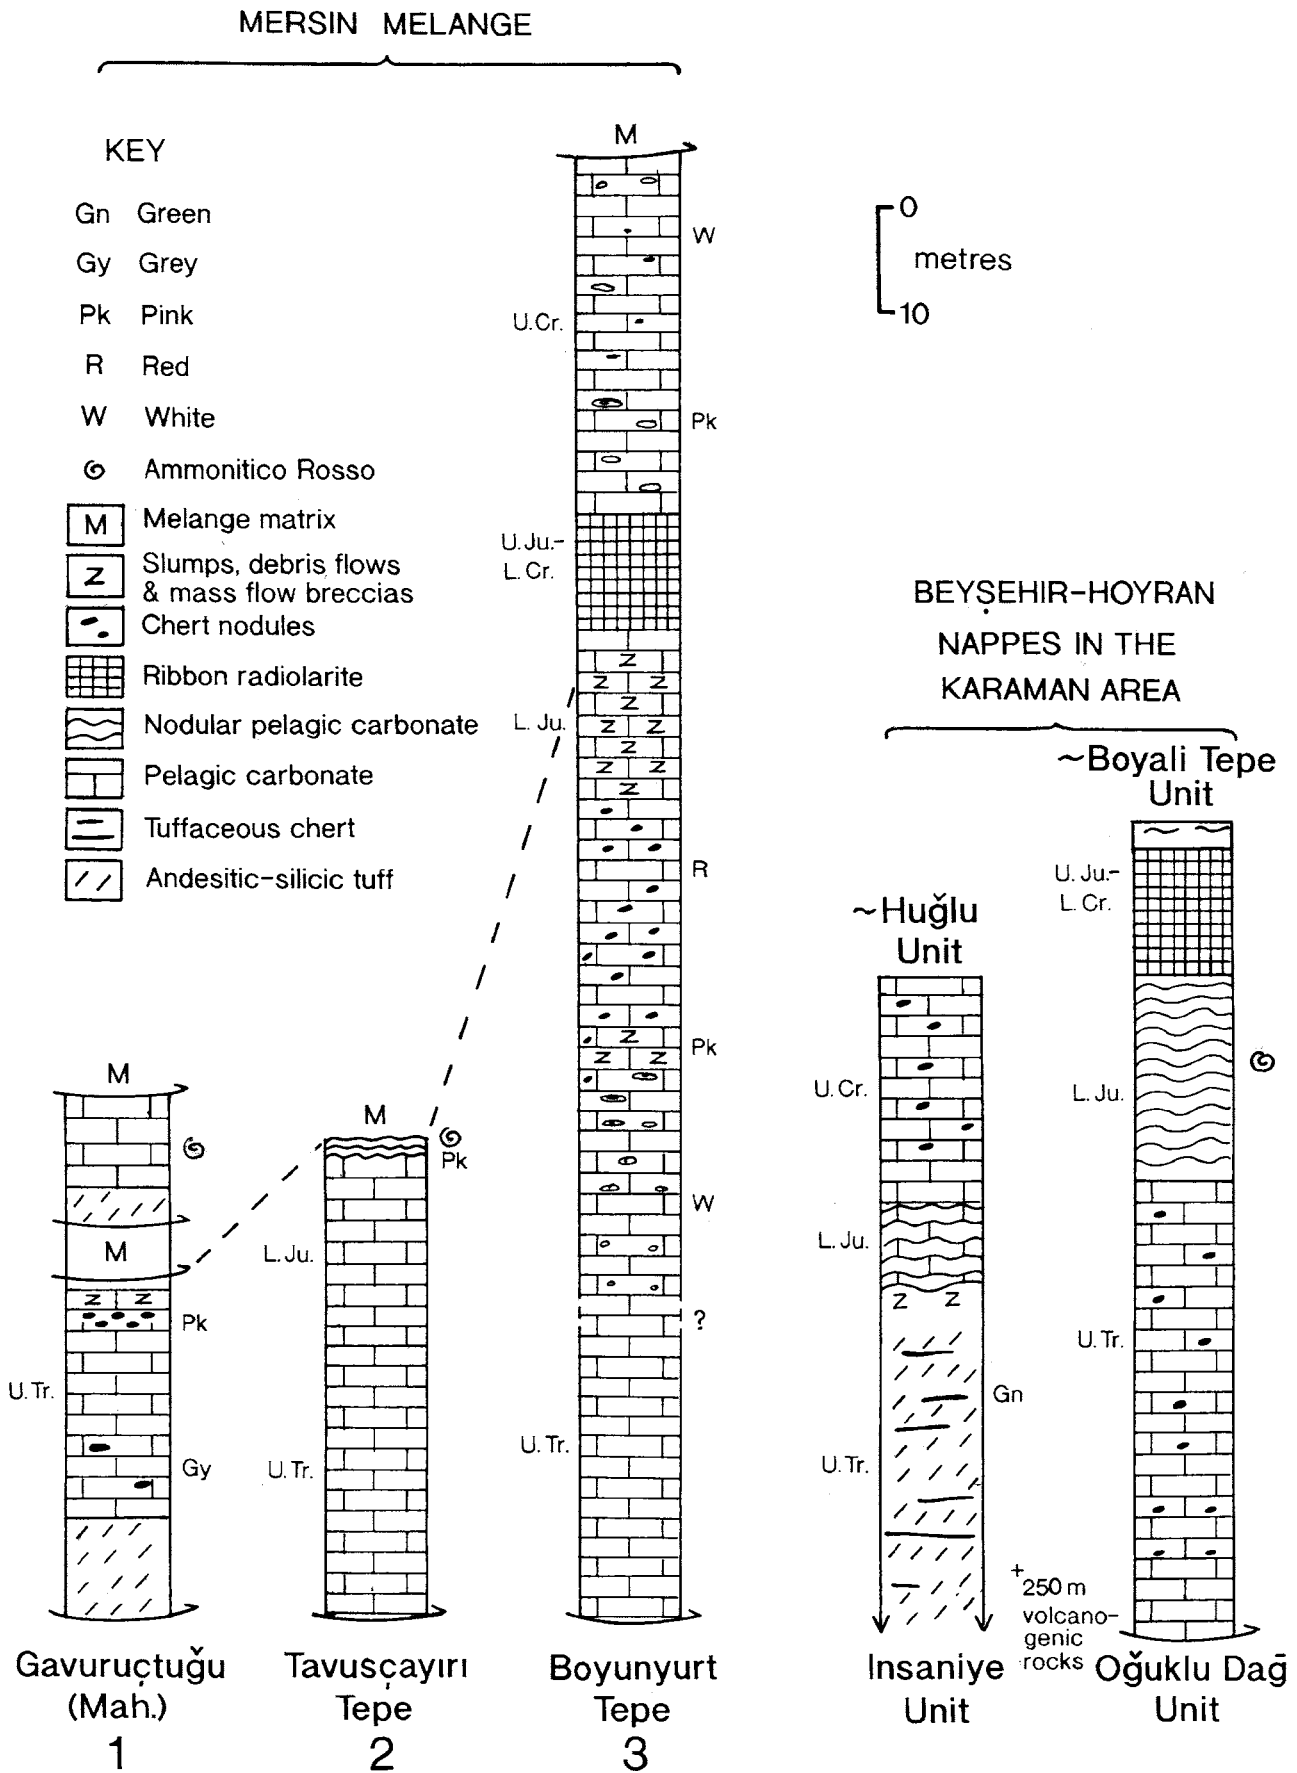 MERSIN MELANGE
KEY
Gn Green
Gy Grey
Pk Pink
R Red
W White
Ammonitico Rosso
M Melange matrix
Z Slumps, debris flows
& mass flow breccias
Chert nodules
Ribbon radiolarite
Nodular pelagic carbonate
Pelagic carbonate
Tuffaceous chert
Andesitic-silicic tuff
M
Pk
U. Tr.
Gy
M
Gavuruçtuğu
(Mah.)
1
M
Pk
L. Ju.
U. Tr.
Tavusçayırı
Tepe
2
M
W
U. Cr.
Pk
U. Ju.-
L. Cr.
Z
Z Z
Z
L. Ju. Z Z
Z
Z Z
Z
R
Z
Z Z
Pk
W
?
U. Tr.
Boyunyurt
Tepe
3
0
metres
10
BEYŞEHIR-HOYRAN
NAPPES IN THE
KARAMAN AREA
~Huğlu
Unit
U. Cr.
L. Ju.
Z Z
Gn
U. Tr.
+
250 m
volcano-
genic
rocks
Insaniye
Unit
~Boyali Tepe
Unit
U. Ju.-
L. Cr.
L. Ju.
U. Tr.
Oğuklu Dağ
Unit
Z Z